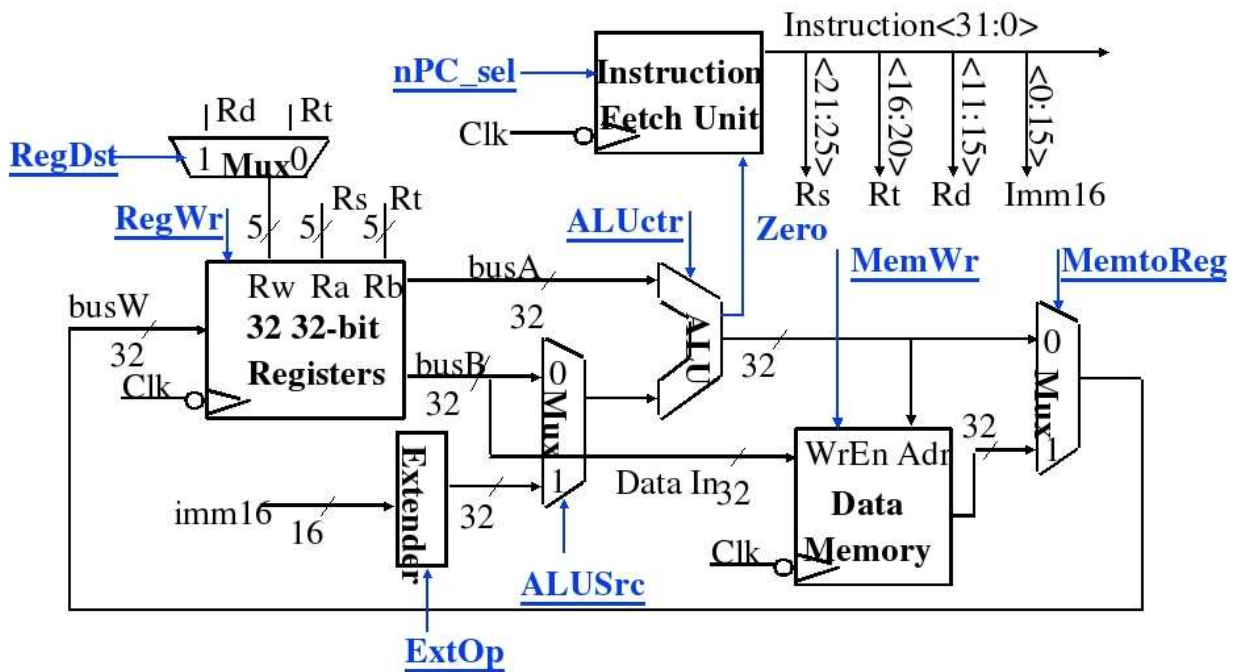 Instruction<31:0>
nPC_sel
Instruction
Fetch Unit
Clk
<21:25>
<16:20>
<11:15>
<0:15>
Rs
Rt
Rd
Imm16
Rd
Rt
RegDst
1 Mux 0
RegWr
5
5
Rs
5
Rt
ALUctr
Zero
MemWr
MemtoReg
busW
32
Rw Ra Rb
32 32-bit
Registers
Clk
busA
32
busB
32
0
Mux
1
ALU
32
0
Mux
1
imm16
16
Extender
32
Data In
32
WrEn Adr
Data
Memory
Clk
32
ALUSrc
ExtOp